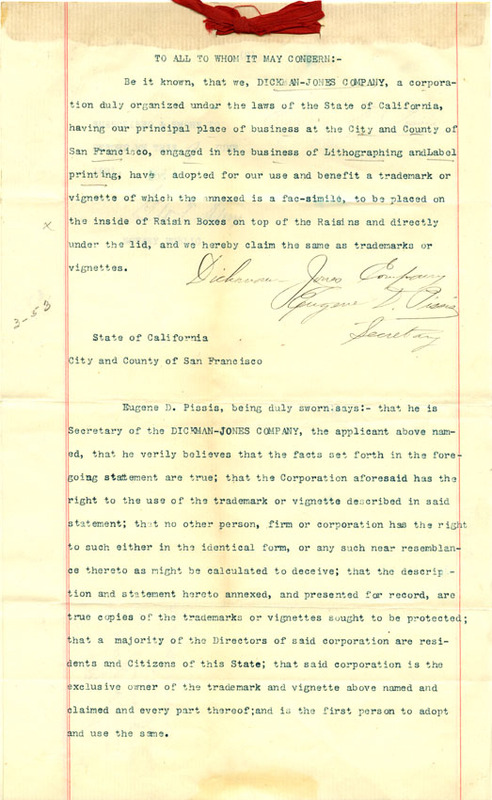 TO ALL TO WHOM IT MAY CONCERN:-
Be it known, that we, DICKMAN-JONES COMPANY, a corpora-
tion duly organized under the laws of the State of California,
having our principal place of business at the City and County of
San Francisco, engaged in the business of Lithographing andLabel
printing, have adopted for our use and benefit a trademark or
vignette of which the annexed is a fac-simile, to be placed on
the inside of Raisin Boxes on top of the Raisins and directly
under the lid, and we hereby claim the same as trademarks or
vignettes.
Dickman Jones Company
Eugene D. Pissis
Secretary
x
3-53
State of California
City and County of San Francisco
Eugene D. Pissis, being duly sworn says:- that he is
Secretary of the DICKMAN-JONES COMPANY, the applicant above nam-
ed, that he verily believes that the facts set forth in the fore-
going statement are true; that the Corporation aforesaid has the
right to the use of the trademark or vignette described in said
statement; that no other person, firm or corporation has the right
to such either in the identical form, or any such near resemblan-
ce thereto as might be calculated to deceive; that the descrip-
tion and statement hereto annexed, and presented for record, are
true copies of the trademarks or vignettes sought to be protected;
that a majority of the Directors of said corporation are resi-
dents and Citizens of this State; that said corporation is the
exclusive owner of the trademark and vignette above named and
claimed and every part thereof;and is the first person to adopt
and use the same.